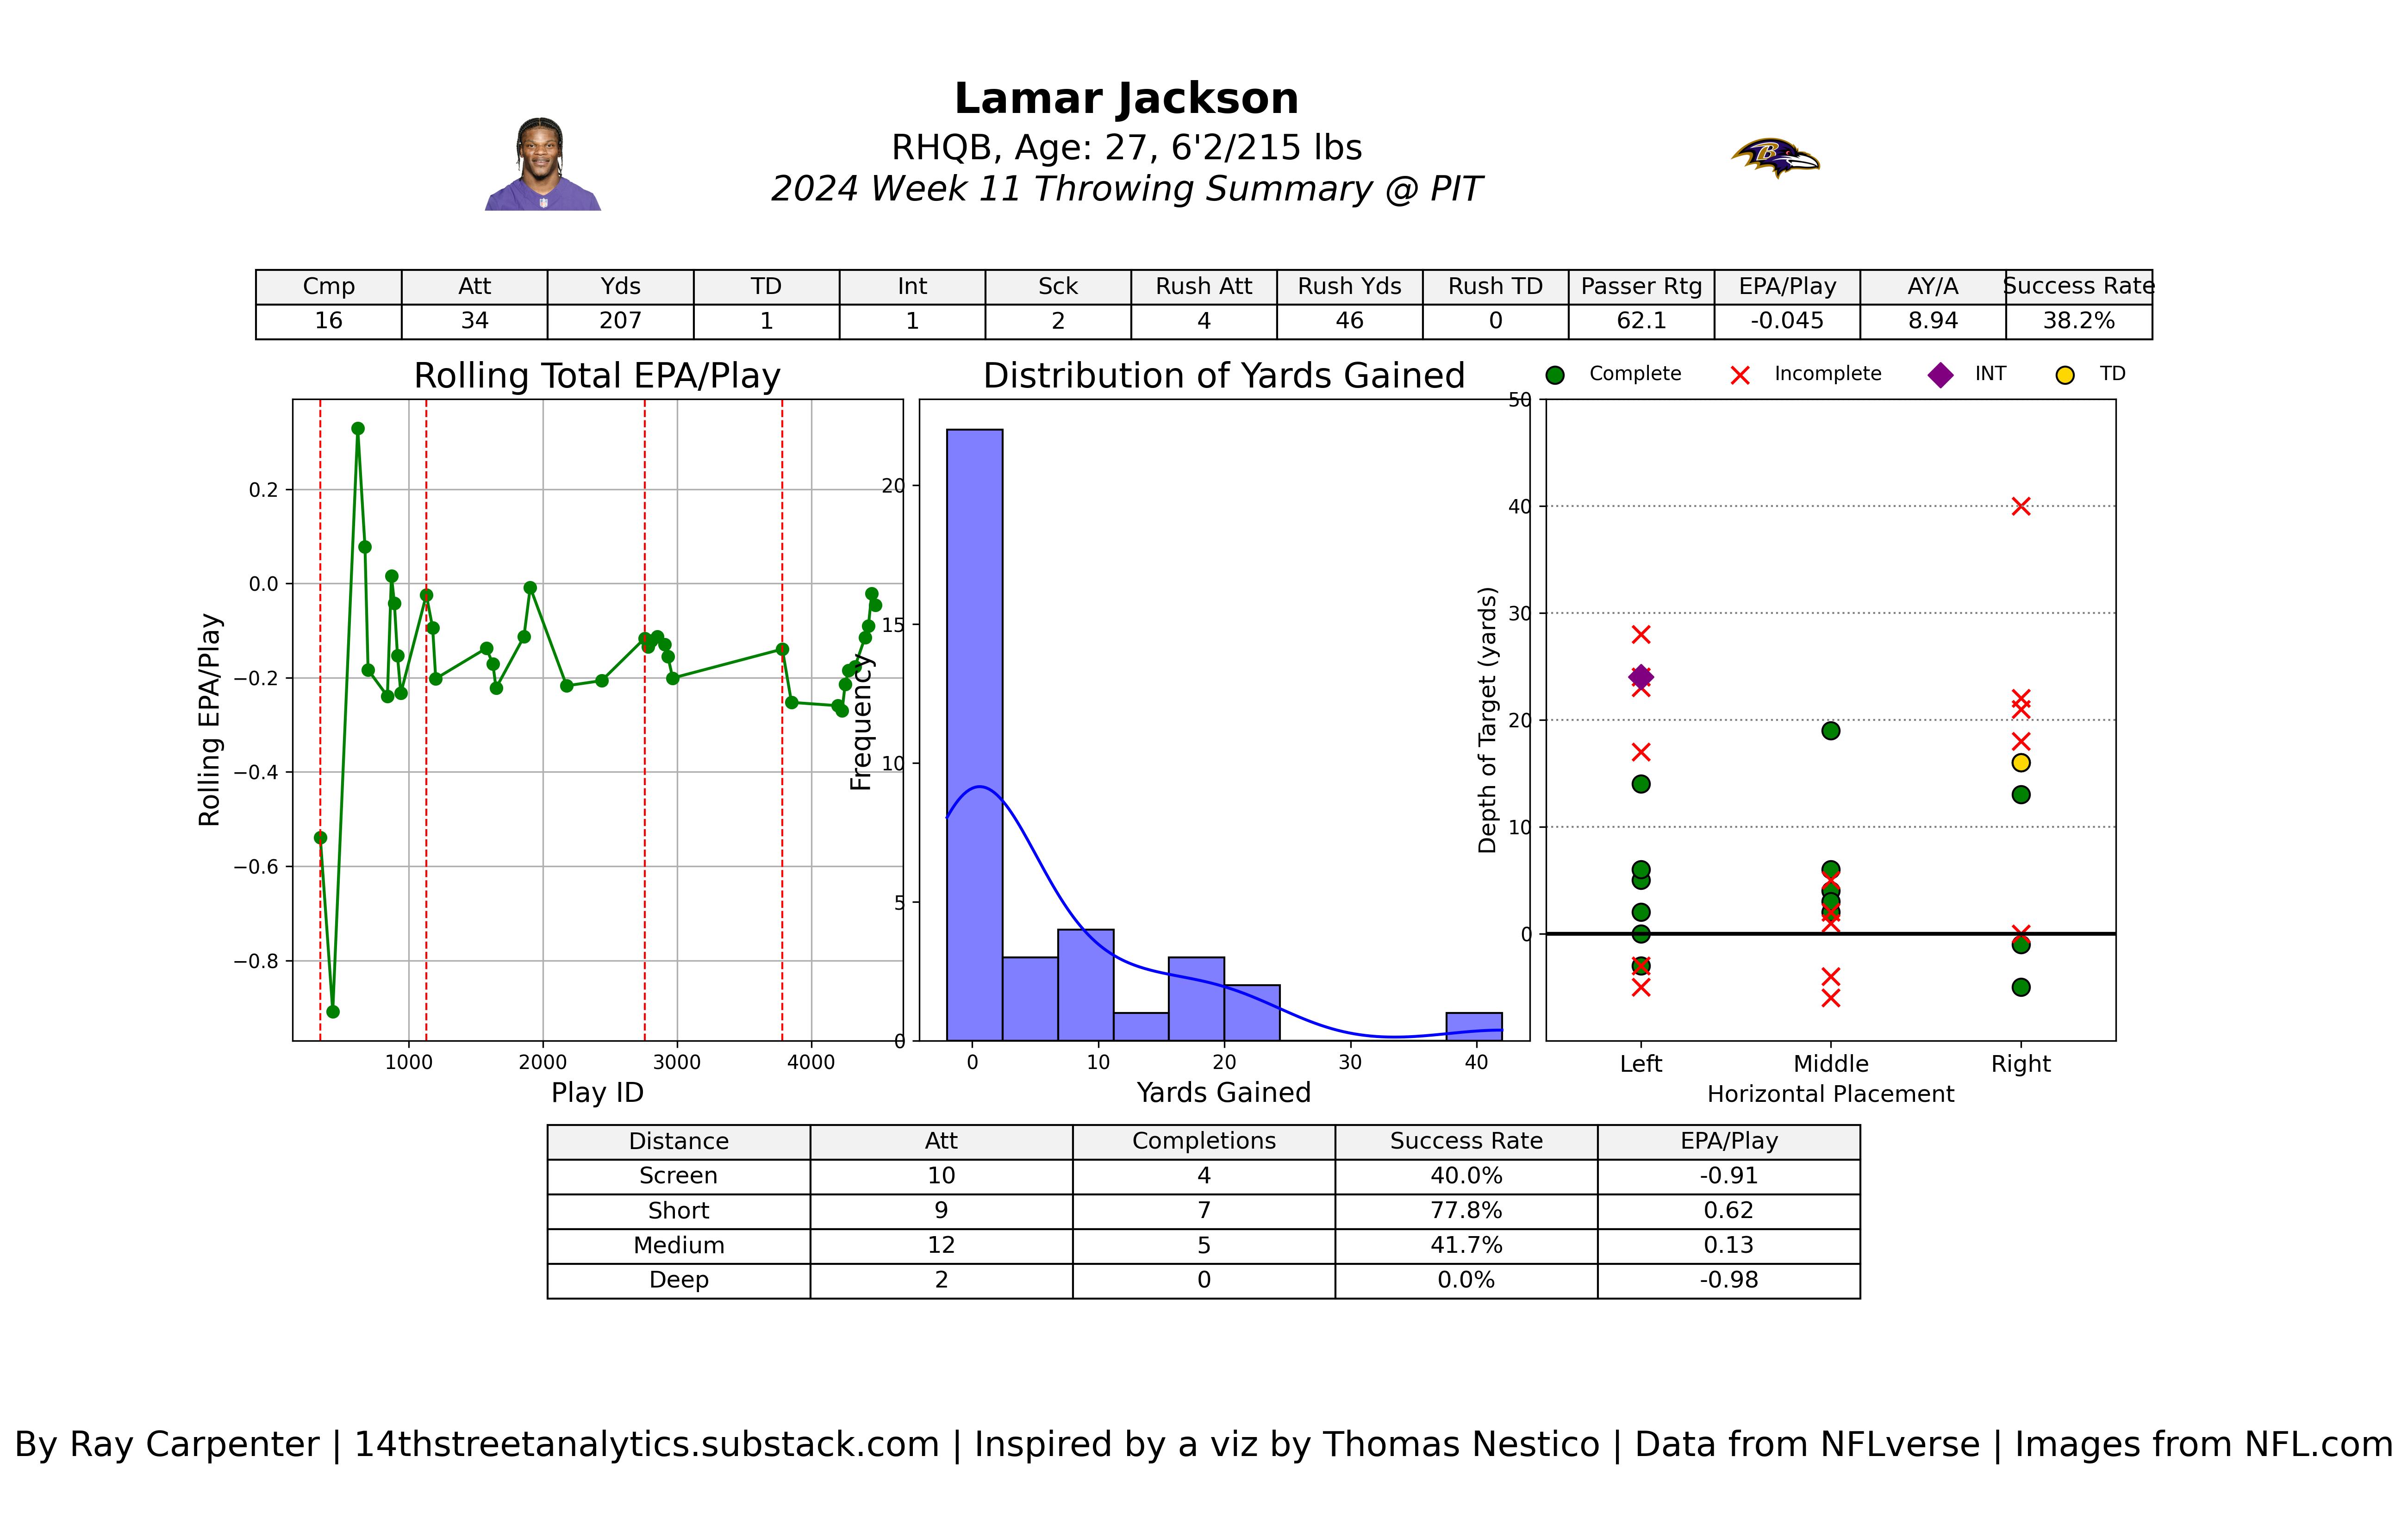 Lamar Jackson
RHQB, Age: 27, 6'2/215 lbs
2024 Week 11 Throwing Summary @ PIT
Cmp Att Yds TD Int Sck Rush Att Rush Yds Rush TD Passer Rtg EPA/Play AY/A Success Rate
16 34 207 1 1 2 4 46 0 62.1 -0.045 8.94 38.2%
Rolling Total EPA/Play
0.2
0.0
−0.2
−0.4
−0.6
−0.8
Rolling EPA/Play
1000 2000 3000 4000
Play ID
Distribution of Yards Gained
20
15
10
5
0
Frequency
0 10 20 30 40
Yards Gained
Complete Incomplete INT TD
50
40
30
20
10
0
Depth of Target (yards)
Left Middle Right
Horizontal Placement
Distance Att Completions Success Rate EPA/Play
Screen 10 4 40.0% -0.91
Short 9 7 77.8% 0.62
Medium 12 5 41.7% 0.13
Deep 2 0 0.0% -0.98
By Ray Carpenter | 14thstreetanalytics.substack.com | Inspired by a viz by Thomas Nestico | Data from NFLverse | Images from NFL.com